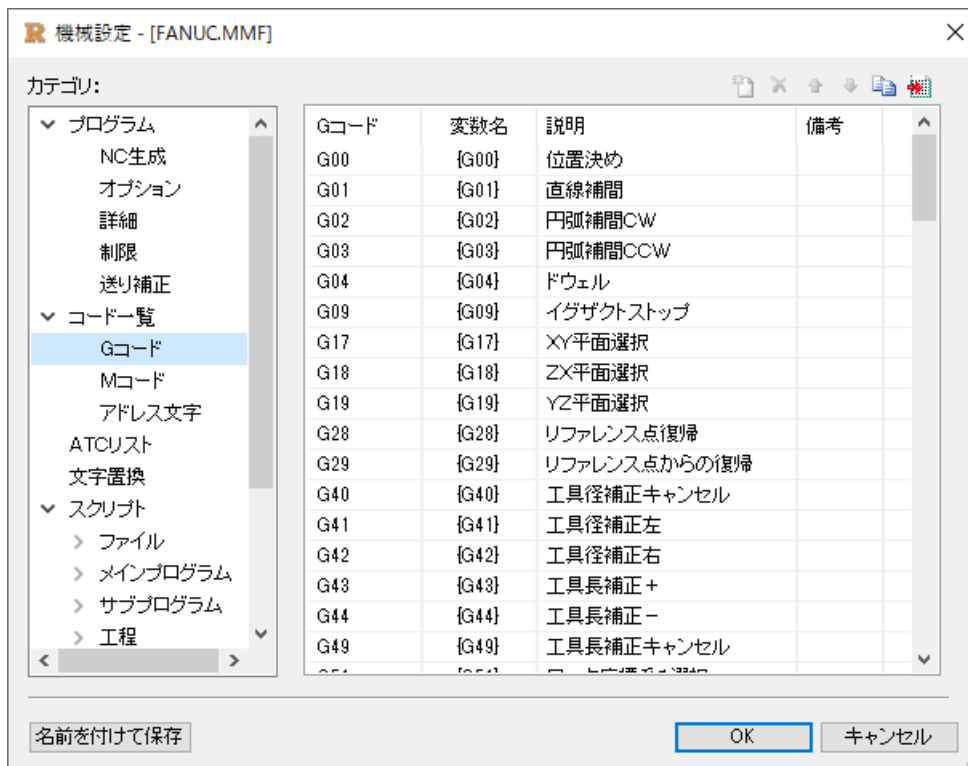 R 機械設定 - [FANUC.MMF]
カテゴリ:
プログラム
NC生成
オプション
詳細
制限
送り補正
コード一覧
Gコード
Mコード
アドレス文字
ATCリスト
文字置換
スクリプト
ファイル
メインプログラム
サブプログラム
工程
Gコード 変数名 説明 備考
G00 {G00} 位置決め
G01 {G01} 直線補間
G02 {G02} 円弧補間CW
G03 {G03} 円弧補間CCW
G04 {G04} ドウェル
G09 {G09} イグザクトストップ
G17 {G17} XY平面選択
G18 {G18} ZX平面選択
G19 {G19} YZ平面選択
G28 {G28} リファレンス点復帰
G29 {G29} リファレンス点からの復帰
G40 {G40} 工具径補正キャンセル
G41 {G41} 工具径補正左
G42 {G42} 工具径補正右
G43 {G43} 工具長補正+
G44 {G44} 工具長補正-
G49 {G49} 工具長補正キャンセル
名前を付けて保存
OK
キャンセル